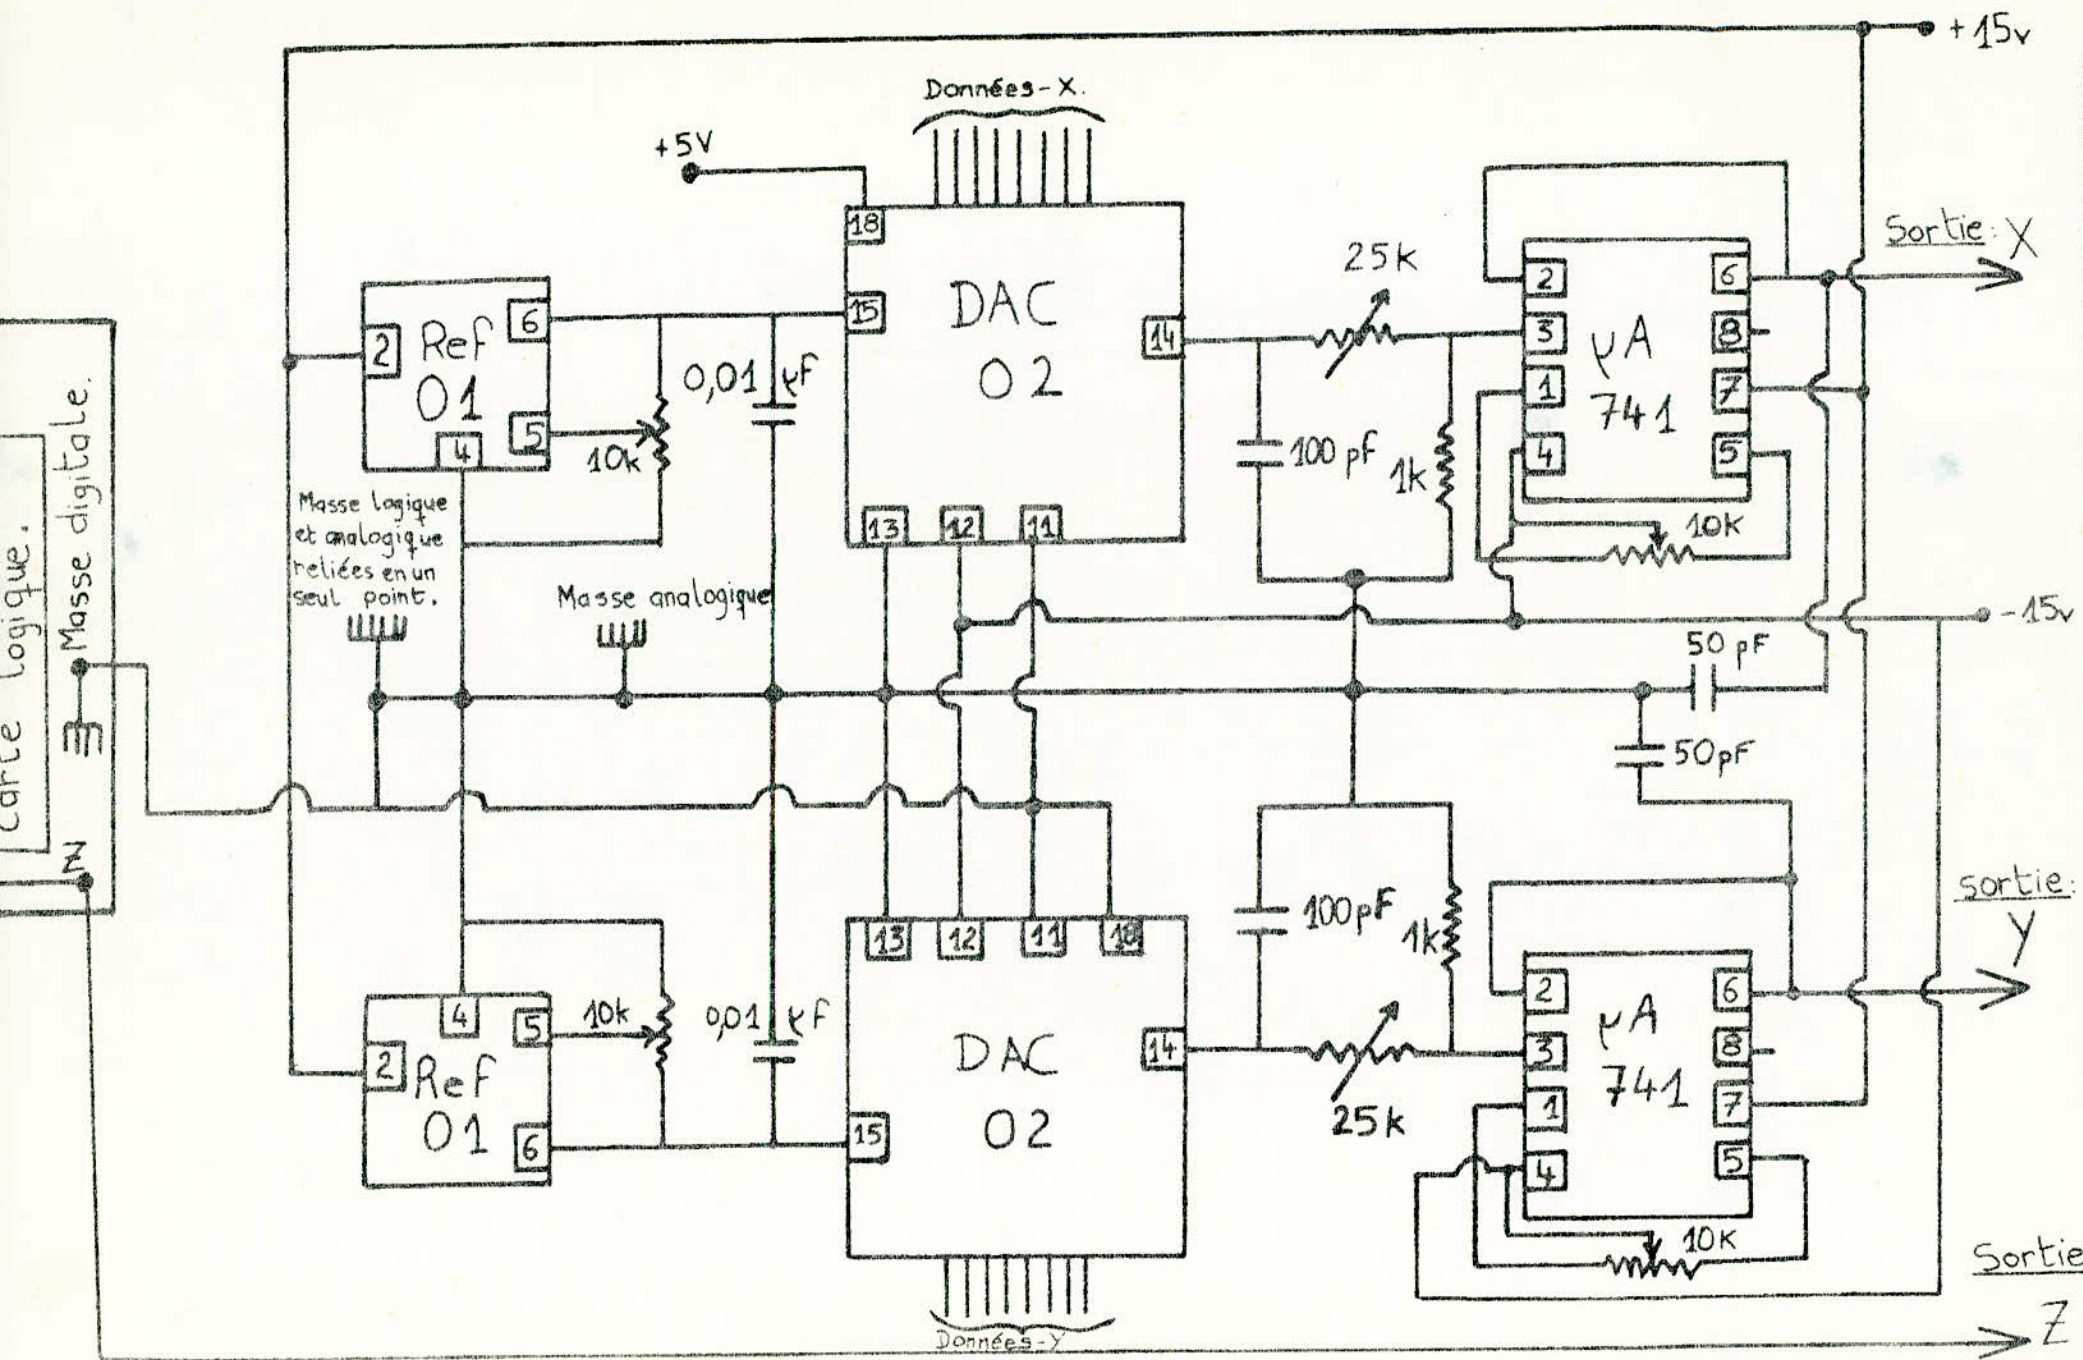 +15v
Données-X.
+5V
18
15
DAC
02
14
13
12
11
Ref
01
2
6
5
4
10k
0,01 µF
25k
100 pF
1k
µA
741
2
3
1
4
6
8
7
5
10k
Sortie: X
-15v
Masse logique
et analogique
reliées en un
seul point.
Masse analogique
Carte logique.
Masse digitale.
Z
50 pF
50pF
13
12
11
18
DAC
02
15
14
Ref
01
4
5
2
6
10k
0,01 µF
100pF
1k
25k
µA
741
2
3
1
4
6
8
7
5
10k
sortie:
Y
Données-Y
Sortie
Z